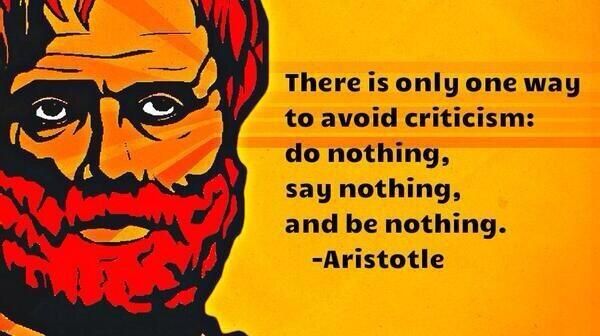 There is only one way
to avoid criticism:
do nothing,
say nothing,
and be nothing.
-Aristotle